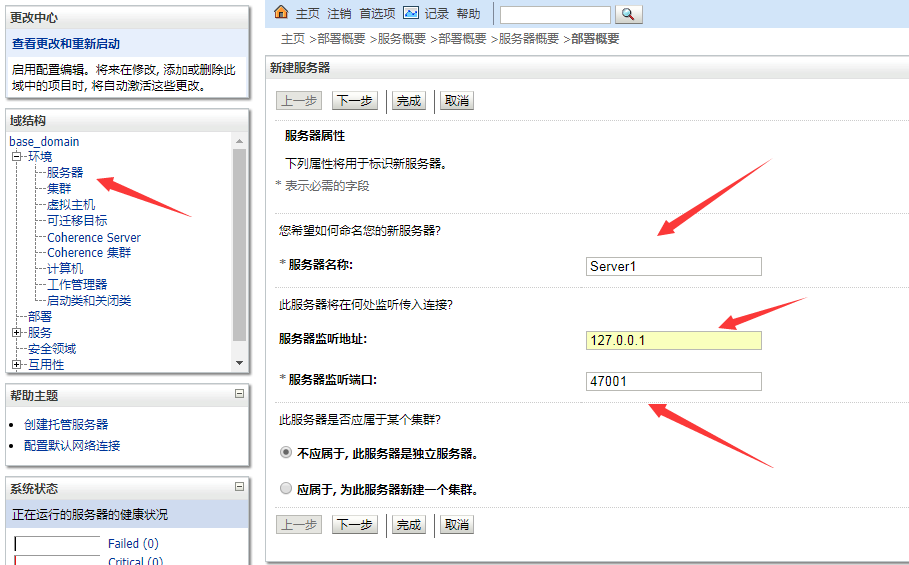 更改中心
查看更改和重新启动
启用配置编辑。将来在修改, 添加或删除此
域中的项目时, 将自动激活这些更改。
域结构
base_domain
环境
服务器
集群
虚拟主机
可迁移目标
Coherence Server
Coherence 集群
计算机
工作管理器
启动类和关闭类
部署
服务
安全领域
互用性
帮助主题
创建托管服务器
配置默认网络连接
系统状态
正在运行的服务器的健康状况
Failed (0)
Critical (0)
主页 注销 首选项 记录 帮助
主页 >部署概要 >服务概要 >部署概要 >服务器概要 >部署概要
新建服务器
上一步 下一步 完成 取消
服务器属性
下列属性将用于标识新服务器。
* 表示必需的字段
您希望如何命名您的新服务器?
* 服务器名称: Server1
此服务器将在何处监听传入连接?
服务器监听地址: 127.0.0.1
* 服务器监听端口: 47001
此服务器是否应属于某个集群?
不应属于, 此服务器是独立服务器。
应属于, 为此服务器新建一个集群。
上一步 下一步 完成 取消